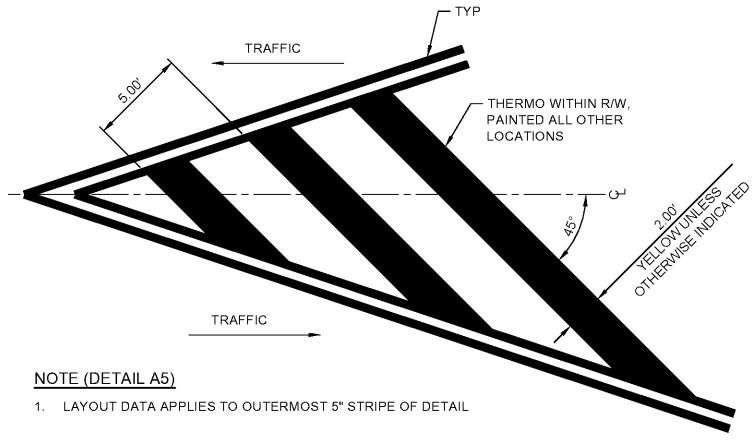 TYP
TRAFFIC
5.00'
THERMO WITHIN R/W,
PAINTED ALL OTHER
LOCATIONS
CL
45°
2.00'
YELLOW UNLESS
OTHERWISE INDICATED
TRAFFIC
NOTE (DETAIL A5)
1. LAYOUT DATA APPLIES TO OUTERMOST 5" STRIPE OF DETAIL